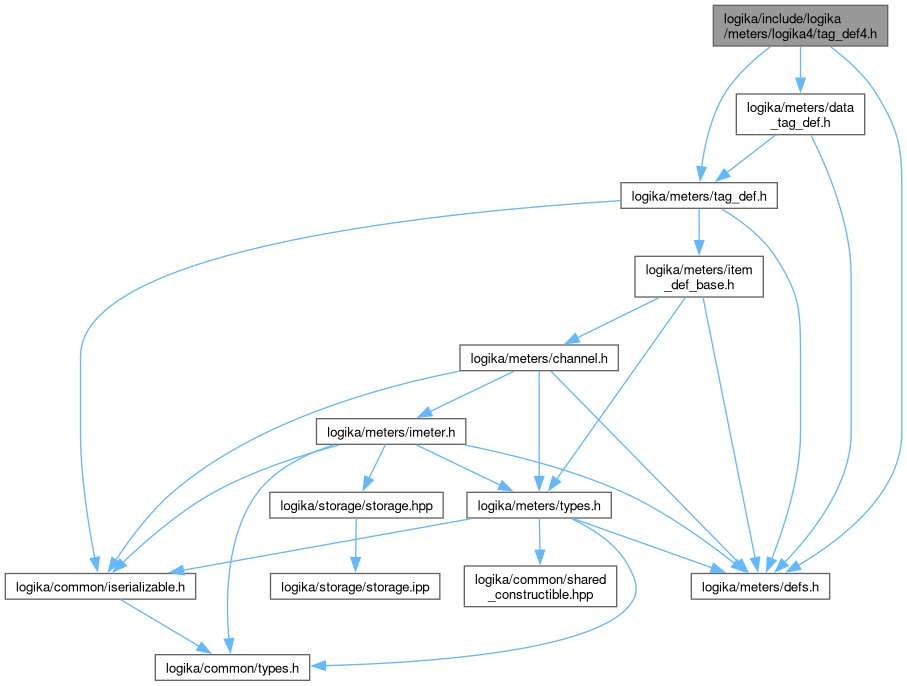 logika/include/logika
/meters/logika4/tag_def4.h
logika/meters/data
_tag_def.h
logika/meters/tag_def.h
logika/meters/item
_def_base.h
logika/meters/channel.h
logika/meters/imeter.h
logika/storage/storage.hpp
logika/meters/types.h
logika/common/iserializable.h
logika/storage/storage.ipp
logika/common/shared
_constructible.hpp
logika/meters/defs.h
logika/common/types.h